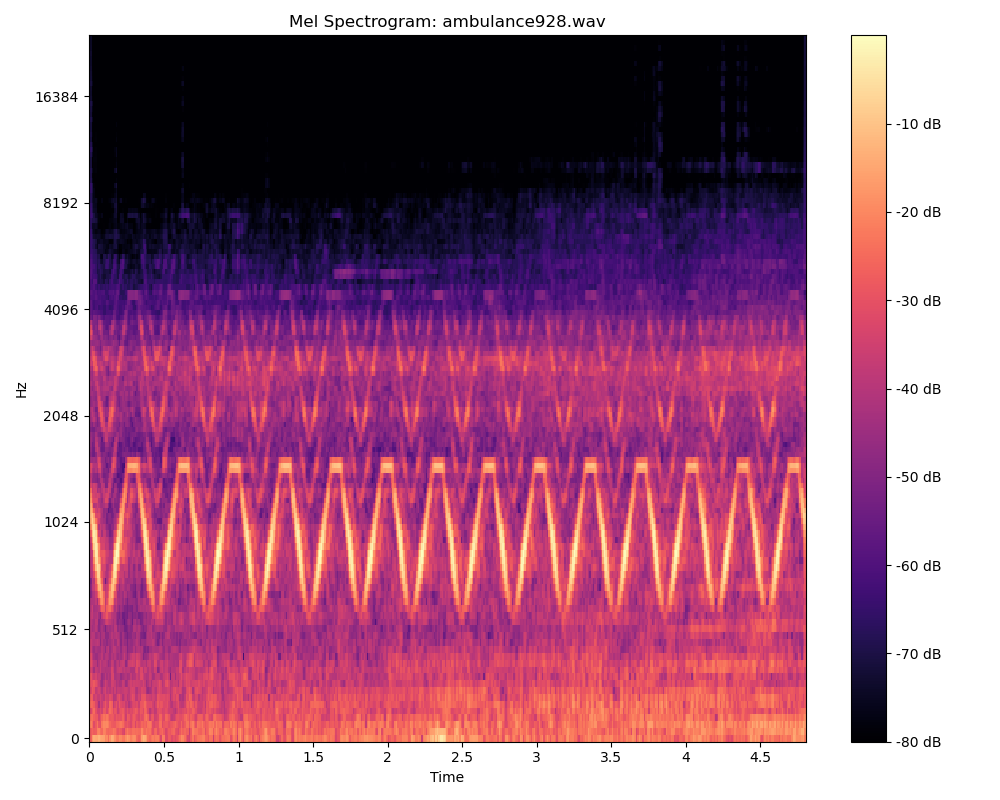 Mel Spectrogram: ambulance928.wav
16384
8192
4096
2048
1024
512
0
Hz
0 0.5 1 1.5 2 2.5 3 3.5 4 4.5
Time
-10 dB
-20 dB
-30 dB
-40 dB
-50 dB
-60 dB
-70 dB
-80 dB